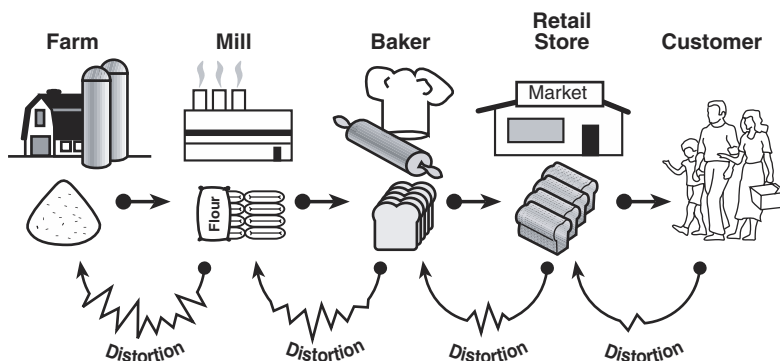 Farm
Mill
Baker
Retail
Store
Customer
Market
Flour
Distortion
Distortion
Distortion
Distortion